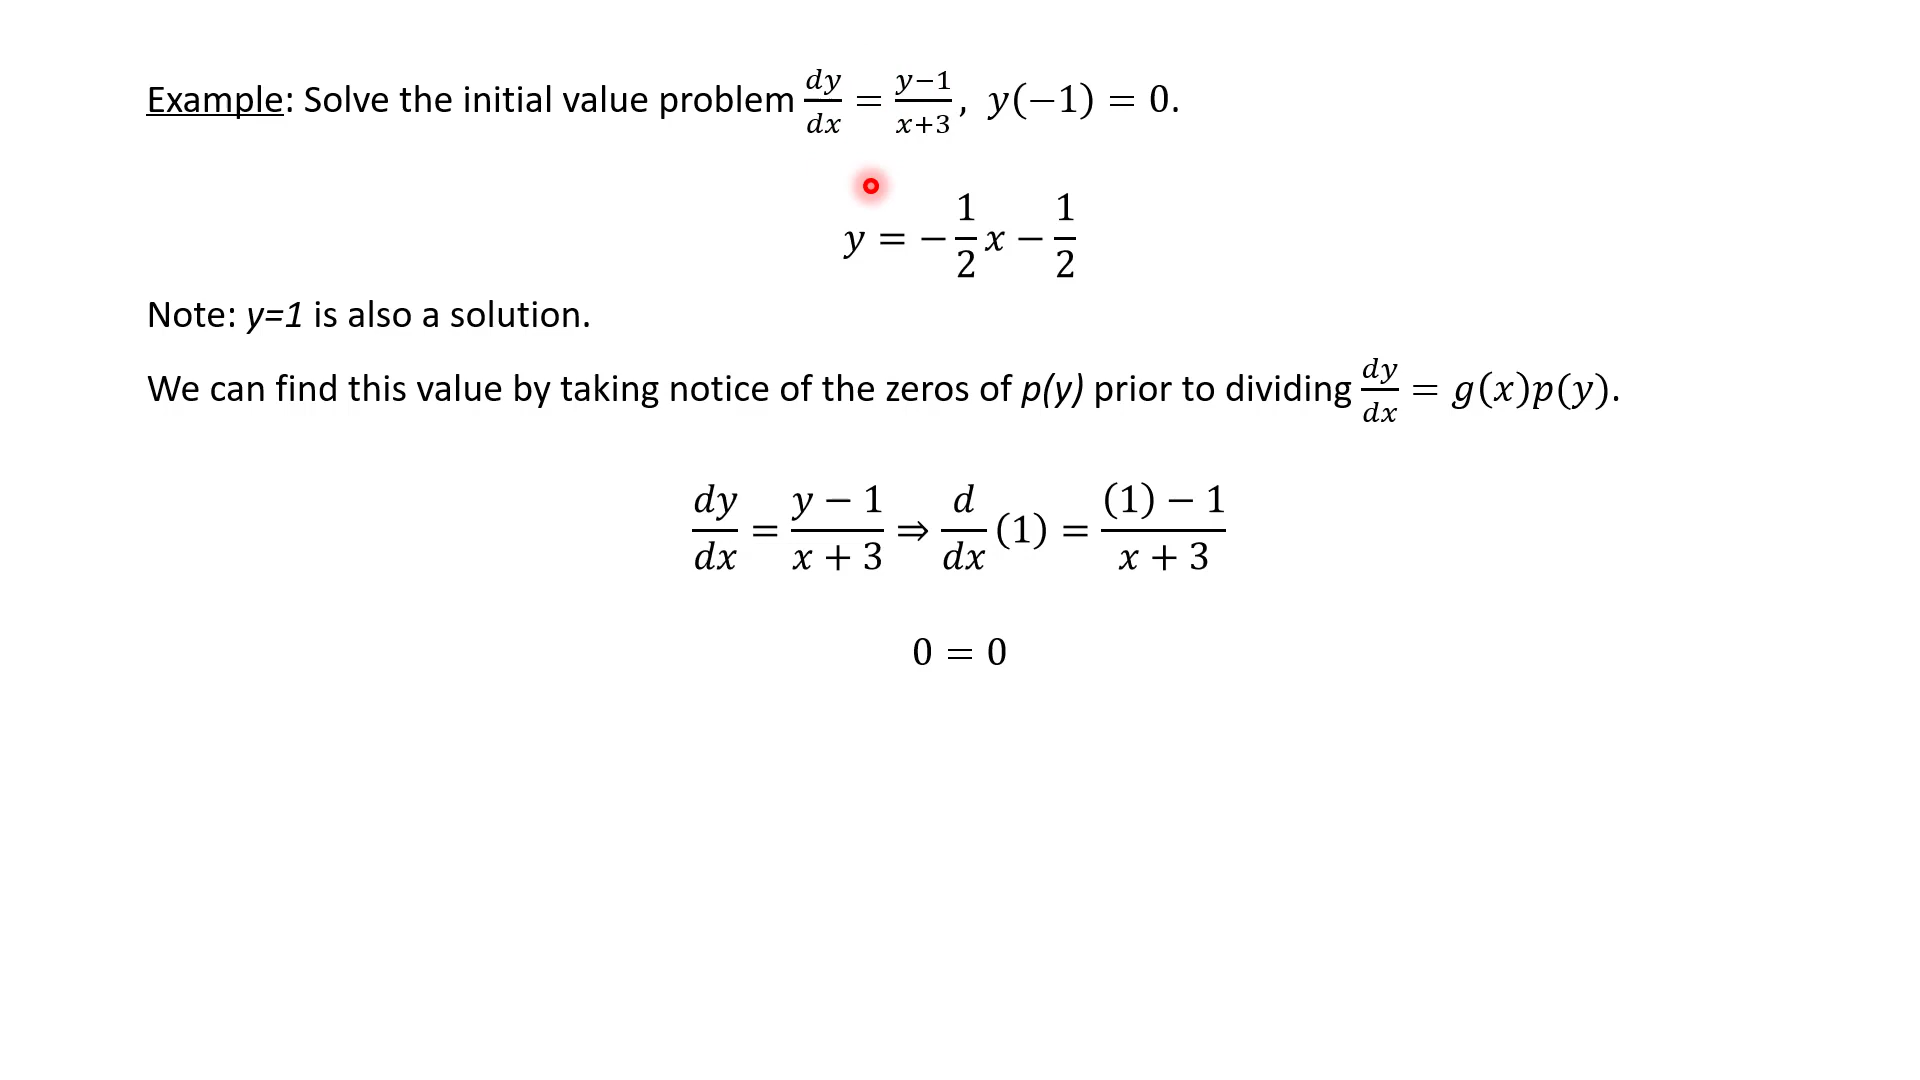 Example: Solve the initial value problem dy/dx = y−1/x+3, y(−1) = 0.
y = −1/2 x − 1/2
Note: y=1 is also a solution.
We can find this value by taking notice of the zeros of p(y) prior to dividing dy/dx = g(x)p(y).
dy/dx = y − 1/x + 3 ⇒ d/dx (1) = (1) − 1/x + 3
0 = 0